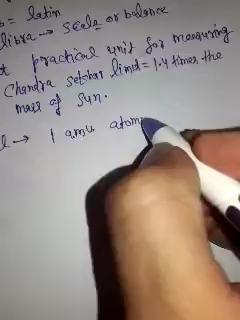 = latin
libra → scale or balance
t practical unit for measuring
Chandra sekhar limit = 1.4 times the
mass of Sun.
→ 1 amu atom